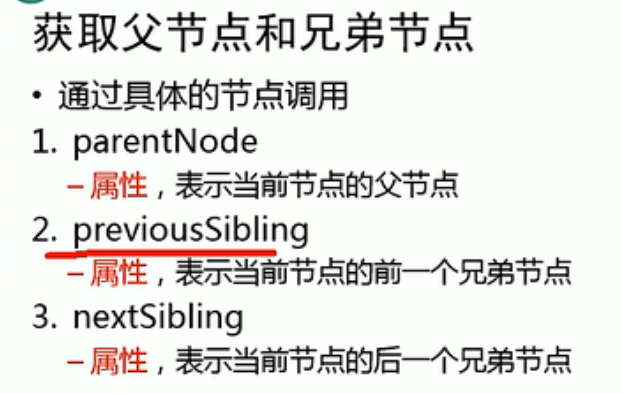 获取父节点和兄弟节点
• 通过具体的节点调用
1. parentNode
– 属性，表示当前节点的父节点
2. previousSibling
– 属性，表示当前节点的前一个兄弟节点
3. nextSibling
– 属性，表示当前节点的后一个兄弟节点